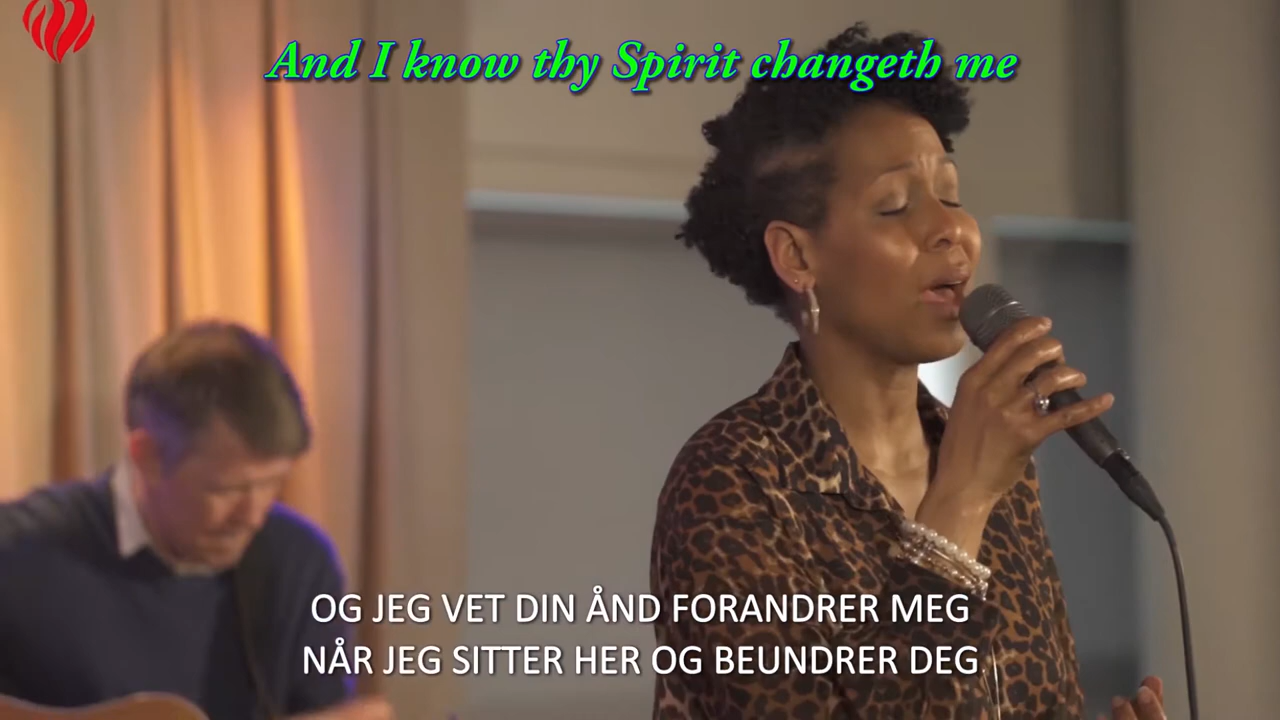 And I know thy Spirit changeth me
OG JEG VET DIN ÅND FORANDRER MEG
NÅR JEG SITTER HER OG BEUNDRER DEG